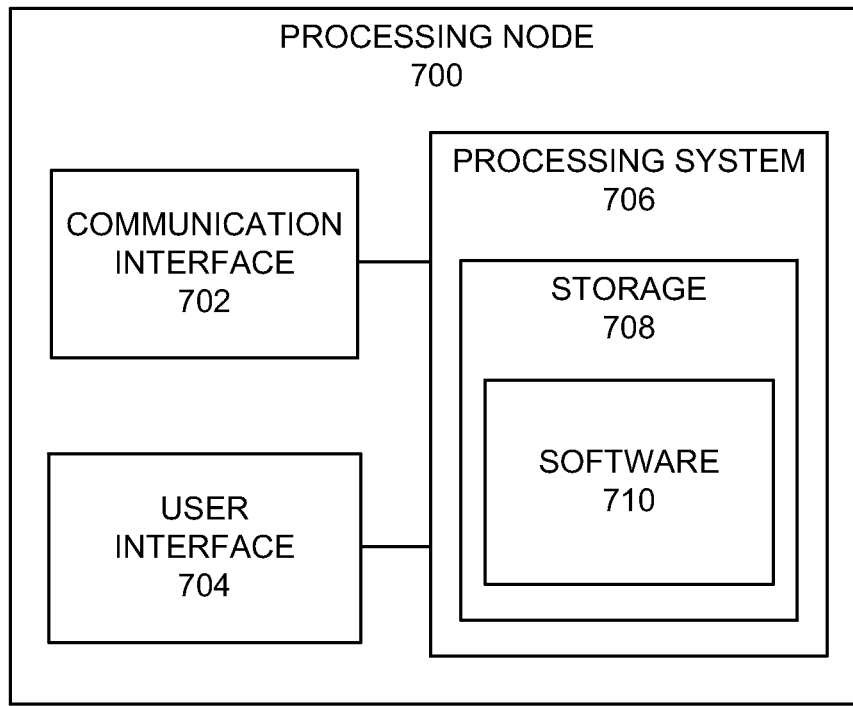 PROCESSING NODE
700
COMMUNICATION
INTERFACE
702
USER
INTERFACE
704
PROCESSING SYSTEM
706
STORAGE
708
SOFTWARE
710